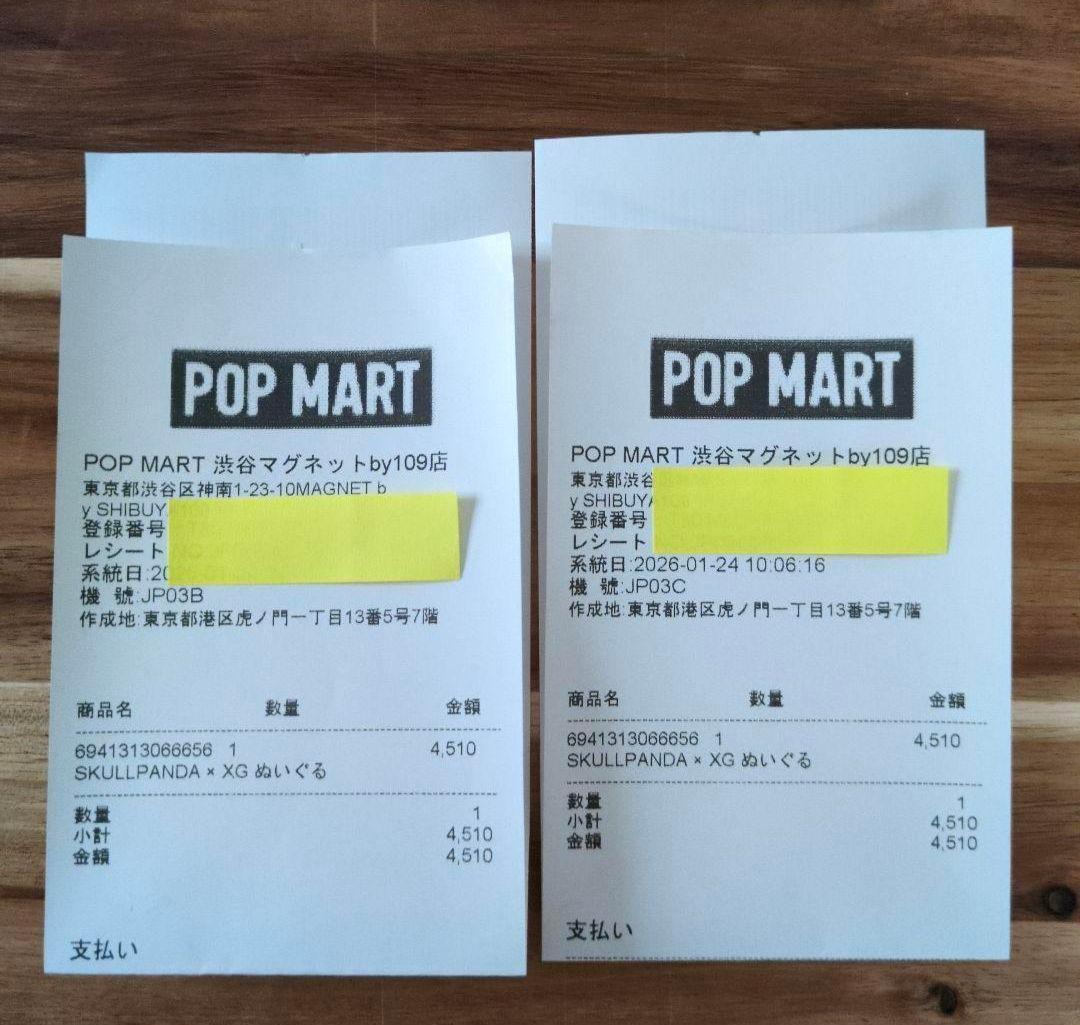 POP MART
POP MART 渋谷マグネットby109店
東京都渋谷区神南1-23-10MAGNET b
y SHIBUY
登録番号
レシート
系統日:20
機 號:JP03B
作成地:東京都港区虎ノ門一丁目13番5号7階
商品名 数量 金額
6941313066656 1 4,510
SKULLPANDA × XG ぬいぐる
数量 1
小計 4,510
金額 4,510
支払い
POP MART
POP MART 渋谷マグネットby109店
東京都渋谷
y SHIBUYA
登録番号
レシート
系統日:2026-01-24 10:06:16
機 號:JP03C
作成地:東京都港区虎ノ門一丁目13番5号7階
商品名 数量 金額
6941313066656 1 4,510
SKULLPANDA × XG ぬいぐる
数量 1
小計 4,510
金額 4,510
支払い